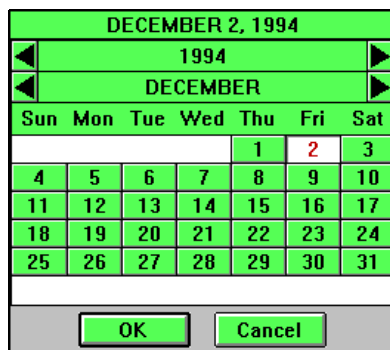 DECEMBER 2, 1994
1994
DECEMBER
Sun Mon Tue Wed Thu Fri Sat
1 2 3
4 5 6 7 8 9 10
11 12 13 14 15 16 17
18 19 20 21 22 23 24
25 26 27 28 29 30 31
OK Cancel